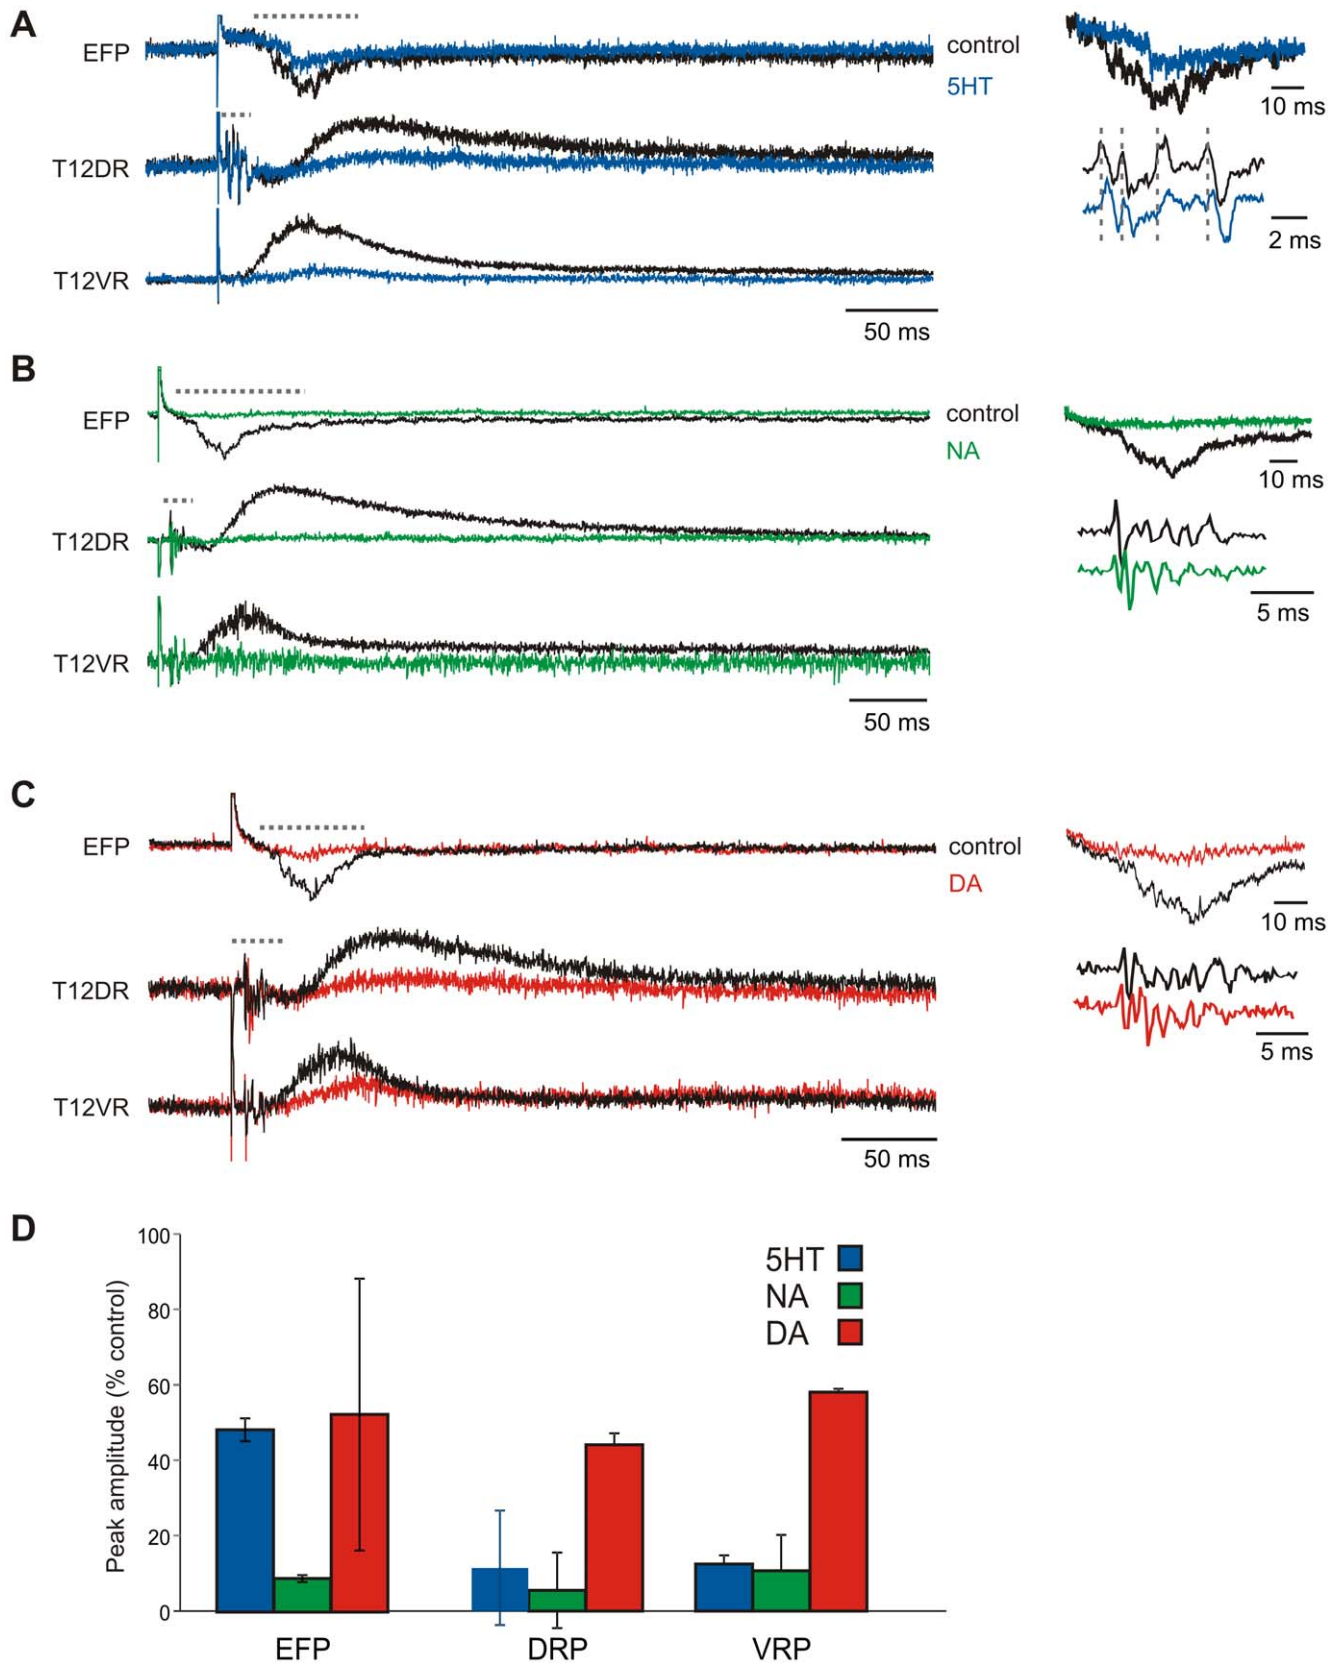 A
EFP
control
5HT
10 ms
T12DR
2 ms
T12VR
50 ms
B
EFP
control
NA
10 ms
T12DR
5 ms
T12VR
50 ms
C
EFP
control
DA
10 ms
T12DR
5 ms
T12VR
50 ms
D
Peak amplitude (% control)
100
80
60
40
20
0
5HT
NA
DA
EFP DRP VRP